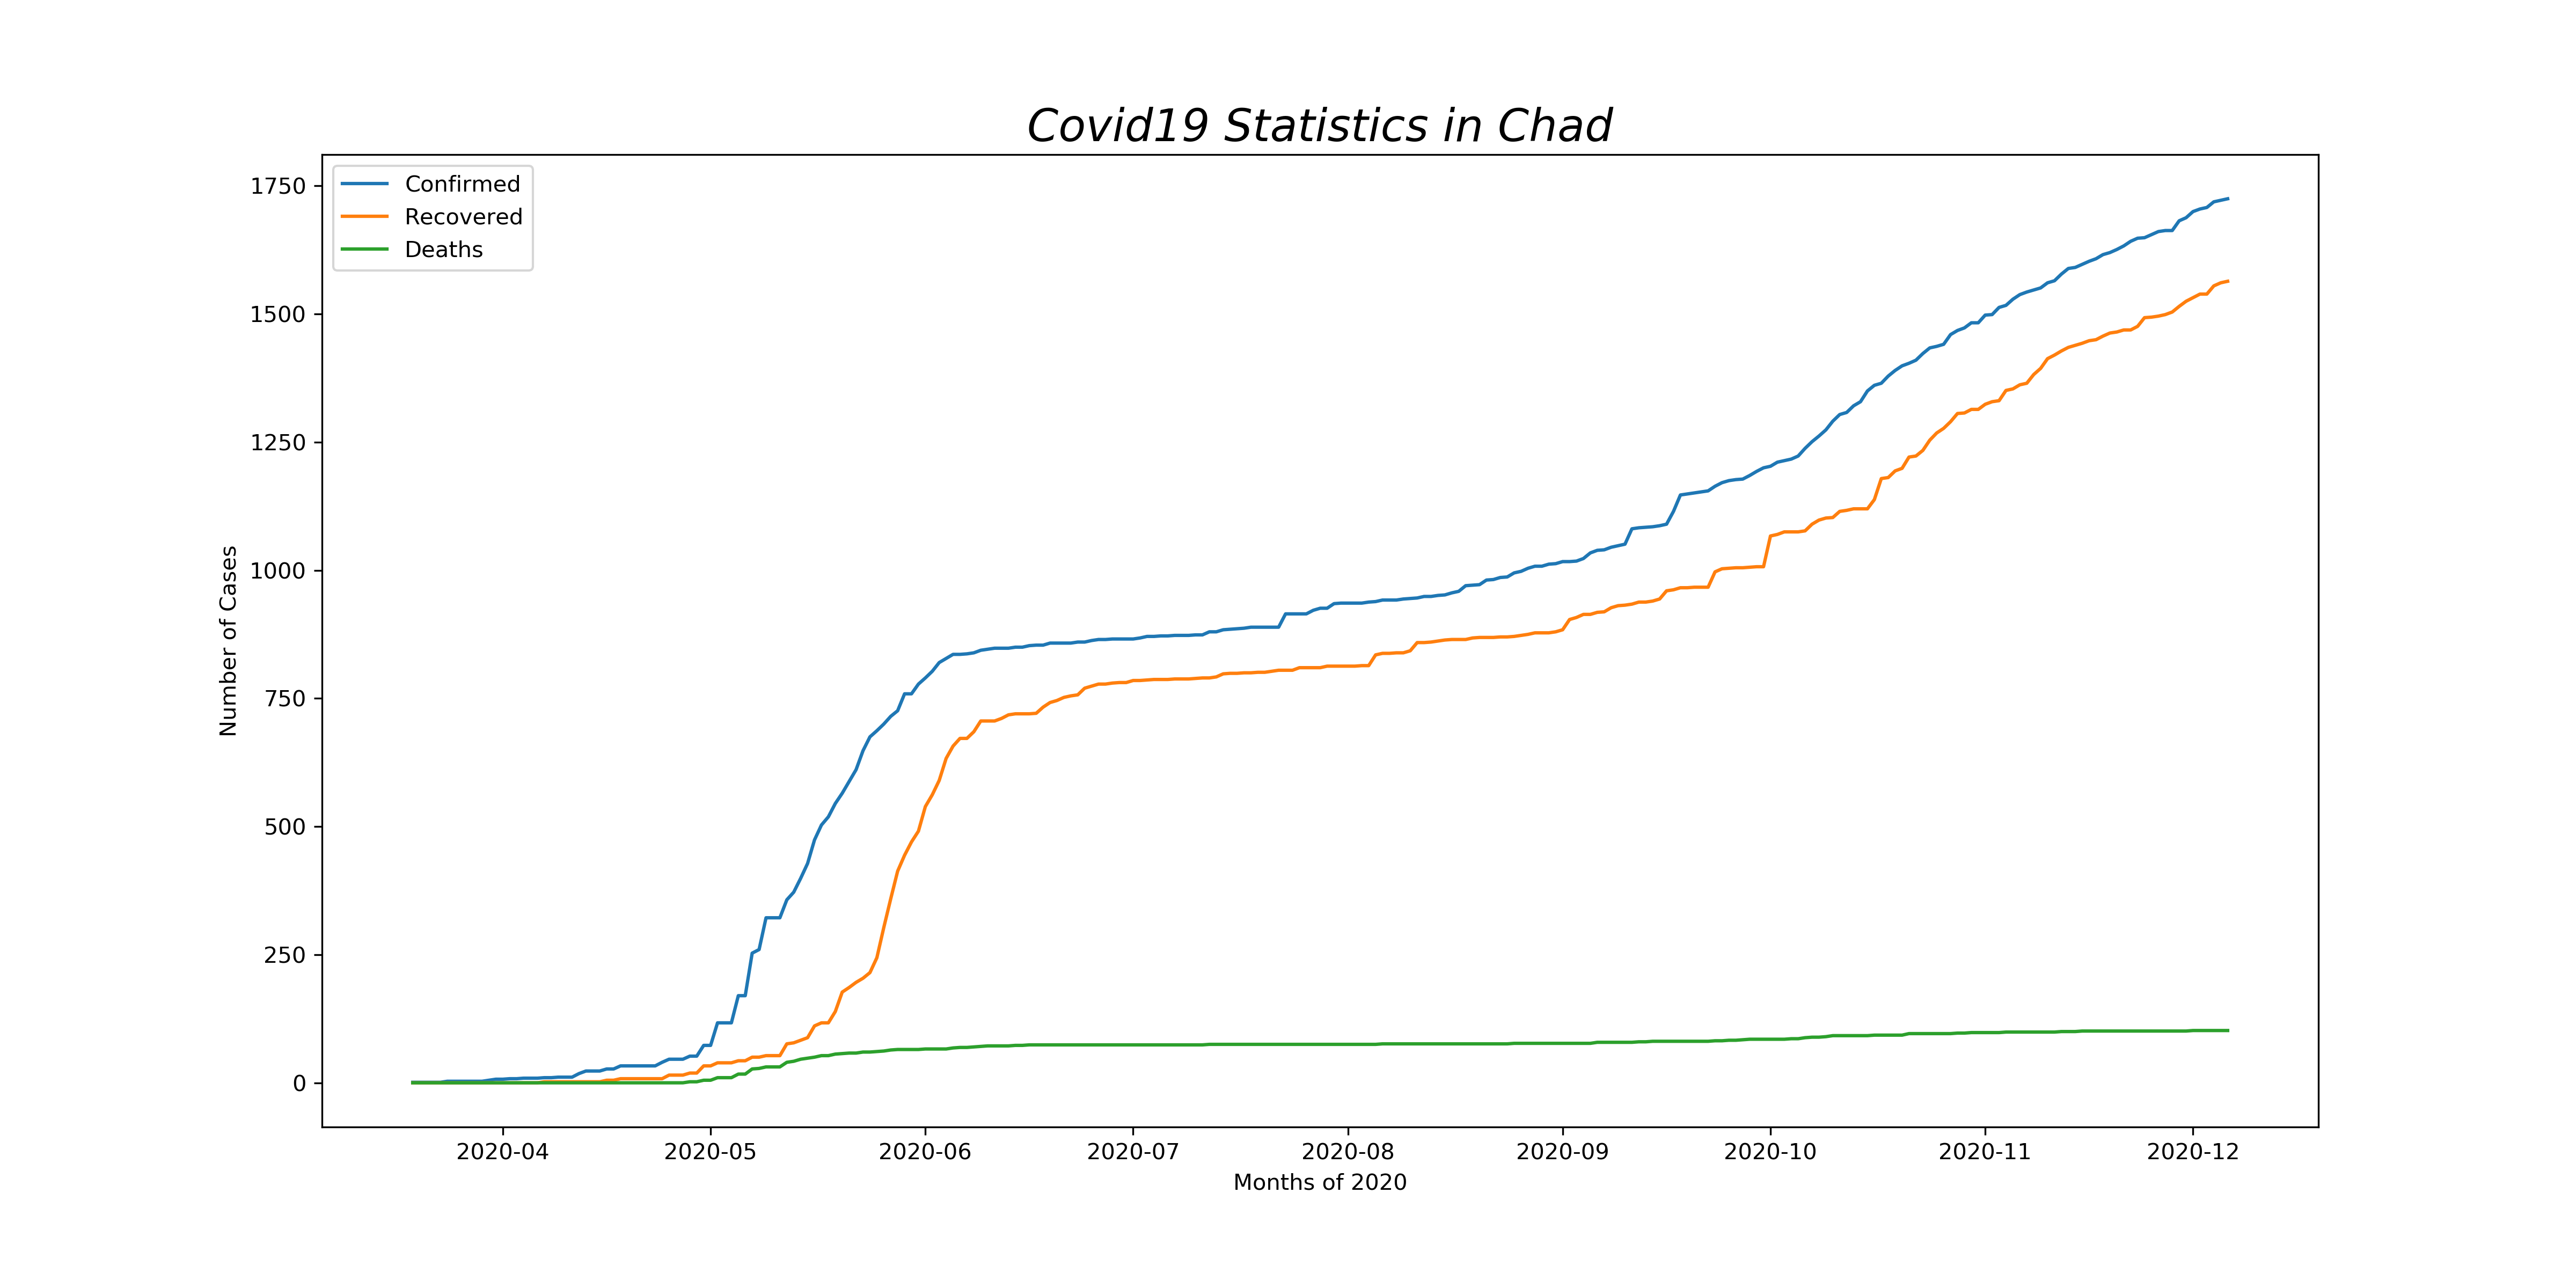 Covid19 Statistics in Chad
Confirmed
Recovered
Deaths
1750
1500
1250
1000
750
500
250
0
Number of Cases
2020-04 2020-05 2020-06 2020-07 2020-08 2020-09 2020-10 2020-11 2020-12
Months of 2020